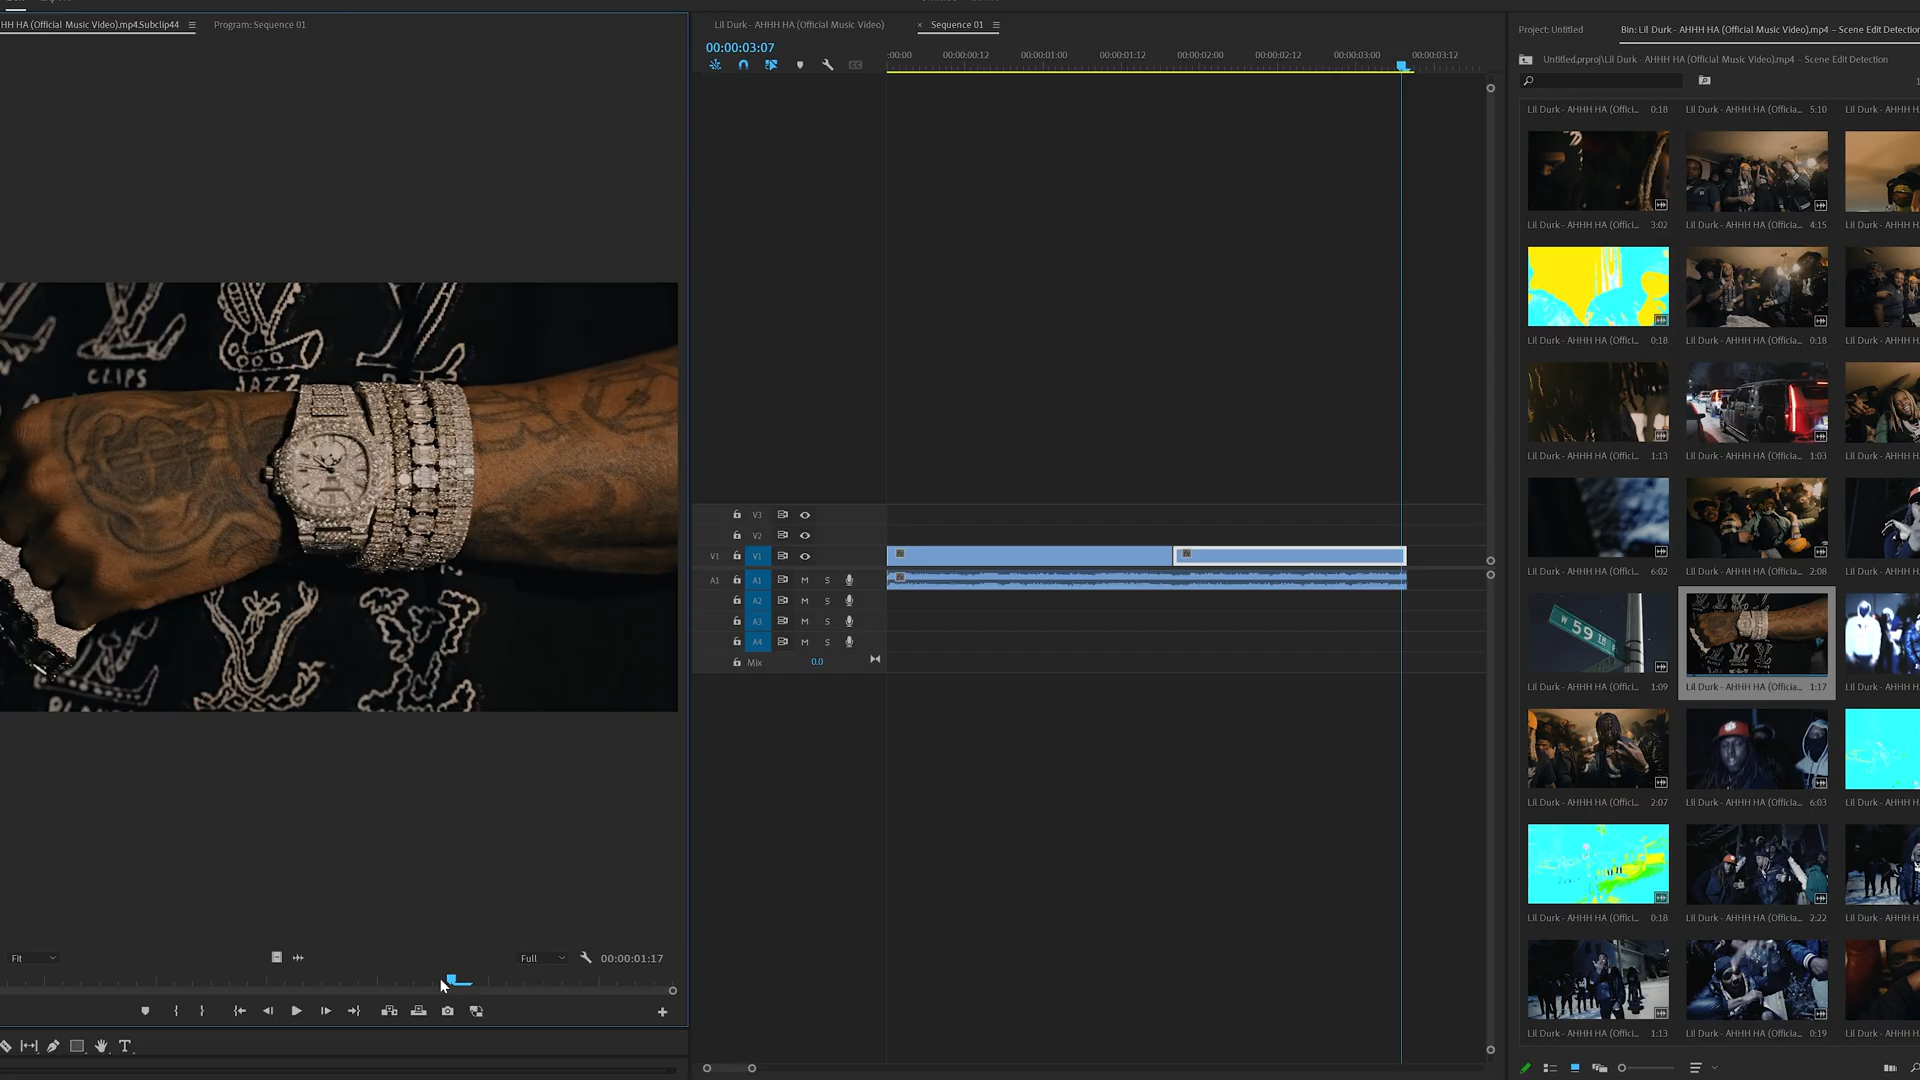 HH HA (Official Music Video).mp4.Subclip44
Program: Sequence 01
CLIPS
JAZZ
Fit
Full
00:00:01:17
T
Lil Durk - AHHH HA (Official Music Video)
× Sequence 01
00:00:03:07
:00:00 00:00:00:12 00:00:01:00 00:00:01:12 00:00:02:00 00:00:02:12 00:00:03:00 00:00:03:12
V3
V2
V1 V1
A1 A1 M S
A2 M S
A3 M S
A4 M S
Mix 0.0
Project: Untitled
Bin: Lil Durk - AHHH HA (Official Music Video).mp4 – Scene Edit Detection
Untitled.prproj\Lil Durk - AHHH HA (Official Music Video).mp4 – Scene Edit Detection
Lil Durk - AHHH HA (Offici... 0:18 Lil Durk - AHHH HA (Officia... 5:10 Lil Durk - AHHH H
Lil Durk - AHHH HA (Offici... 3:02 Lil Durk - AHHH HA (Officia... 4:15 Lil Durk - AHHH H
Lil Durk - AHHH HA (Offici... 0:18 Lil Durk - AHHH HA (Officia... 0:18 Lil Durk - AHHH H
Lil Durk - AHHH HA (Offici... 1:13 Lil Durk - AHHH HA (Officia... 1:03 Lil Durk - AHHH H
Lil Durk - AHHH HA (Offici... 6:02 Lil Durk - AHHH HA (Officia... 2:08 Lil Durk - AHHH H
W 59
Lil Durk - AHHH HA (Offici... 1:09 Lil Durk - AHHH HA (Officia... 1:17 Lil Durk - AHHH H
Lil Durk - AHHH HA (Offici... 2:07 Lil Durk - AHHH HA (Officia... 6:03 Lil Durk - AHHH H
Lil Durk - AHHH HA (Offici... 0:18 Lil Durk - AHHH HA (Officia... 2:22 Lil Durk - AHHH H
Lil Durk - AHHH HA (Offici... 1:13 Lil Durk - AHHH HA (Officia... 0:19 Lil Durk - AHHH H